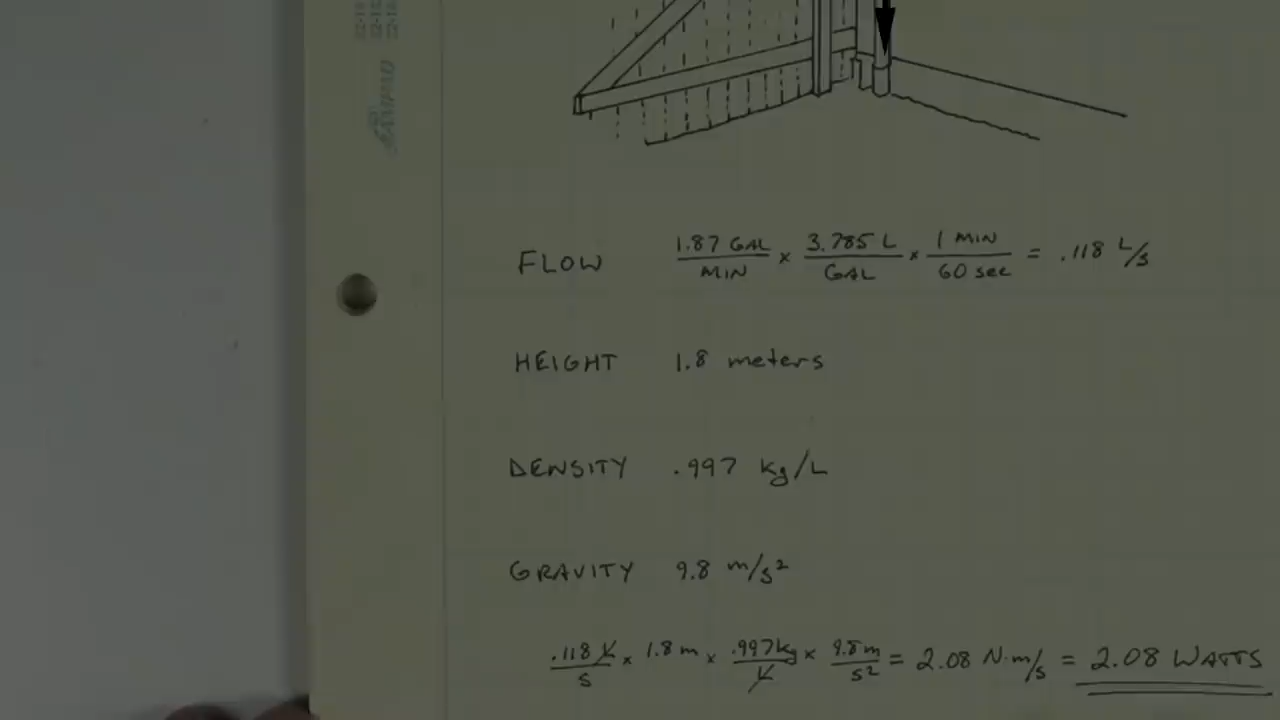 FLOW 1.87 GAL/MIN × 3.785 L/GAL × 1 MIN/60 sec = .118 L/s
HEIGHT 1.8 meters
DENSITY .997 kg/L
GRAVITY 9.8 m/s²
.118 L/s × 1.8 m × .997 kg/L × 9.8 m/s² = 2.08 N·m/s = 2.08 WATTS